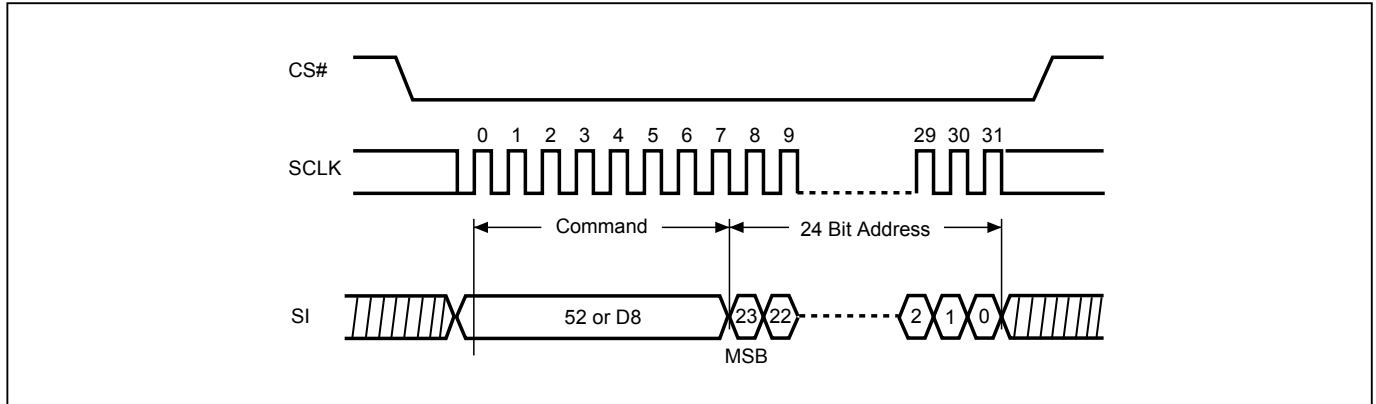 CS#
0 1 2 3 4 5 6 7 8 9 29 30 31
SCLK
Command 24 Bit Address
SI 52 or D8 23 22 2 1 0
MSB